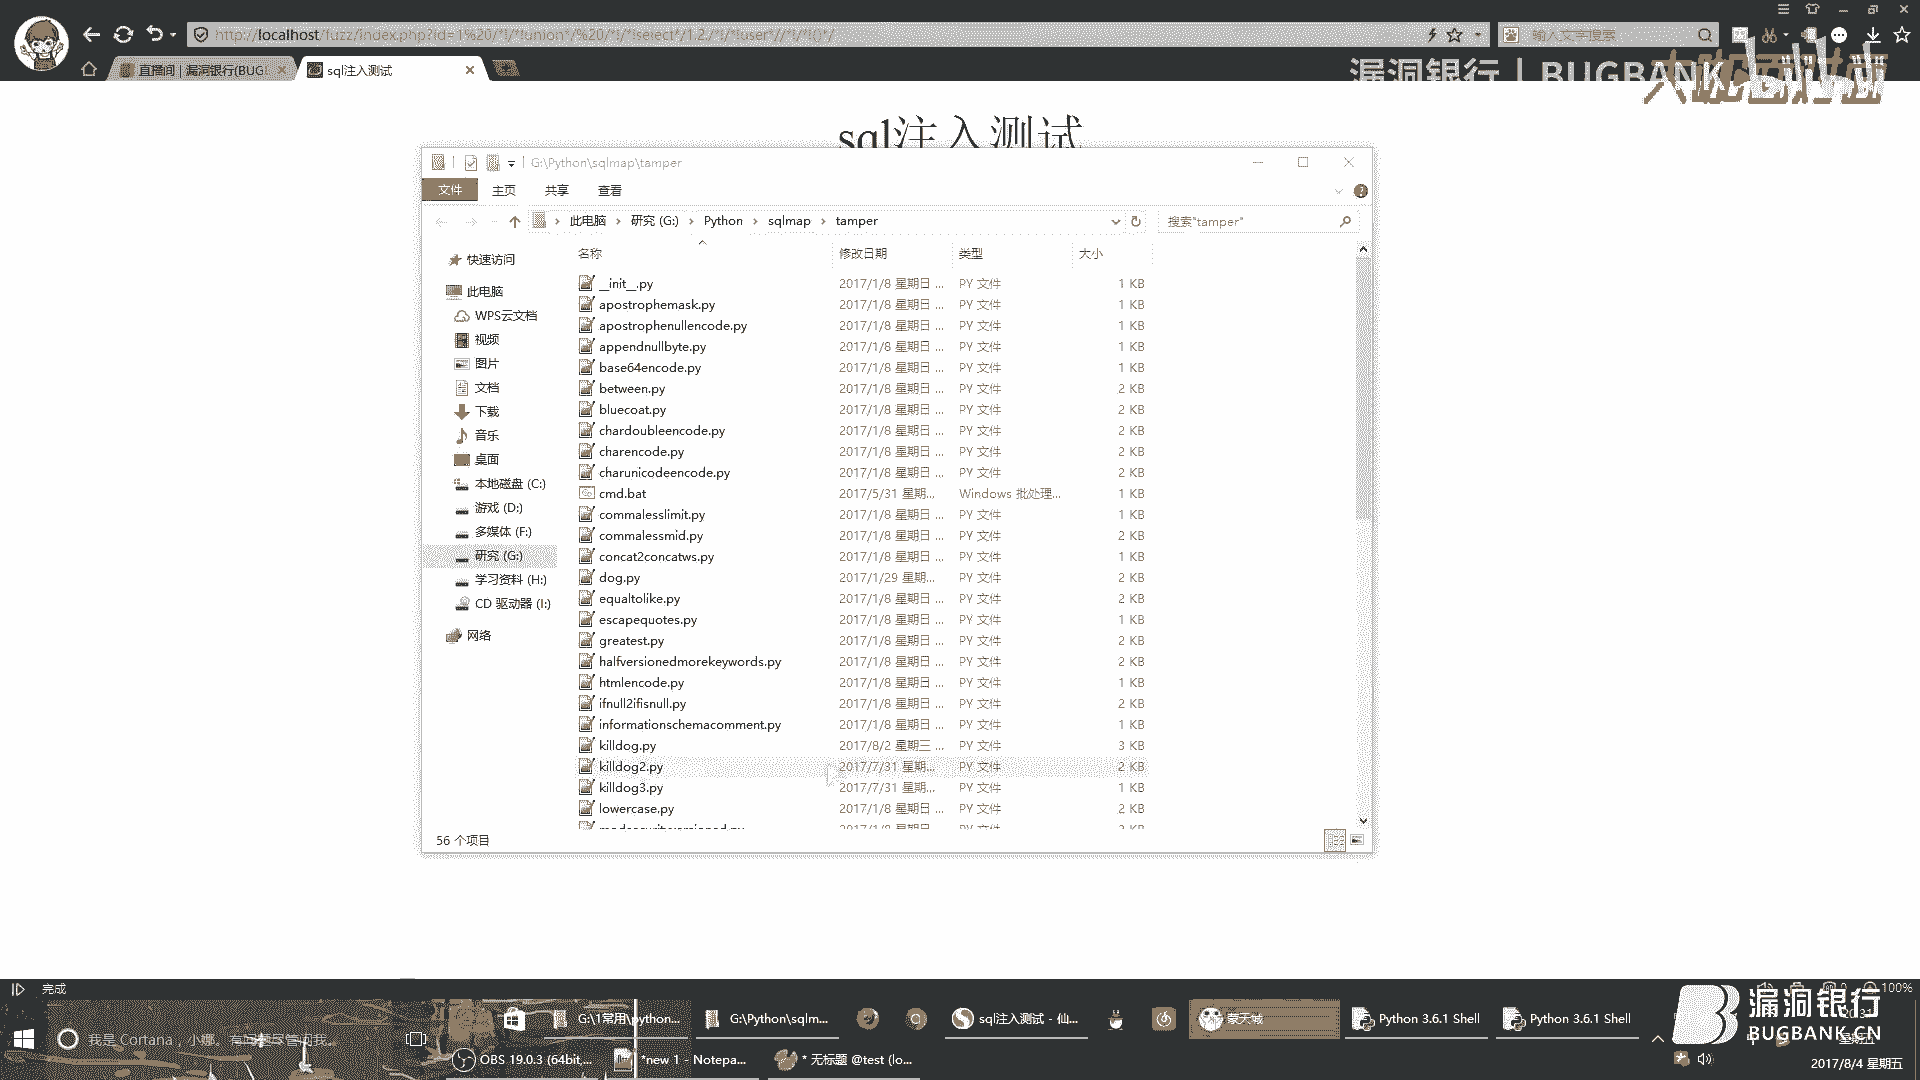 http://localhost/fuzz/index.php?id=1%20/*!/*!union*/%20/*!/*!select*/1,2,/*!/*!user*//*!/*!()*/
输入文字搜索
直播间 | 漏洞银行(BUG
sql注入测试
漏洞银行 | BUGBANK
bilibili
sql注入测试
G:\Python\sqlmap\tamper
文件 主页 共享 查看
此电脑 研究 (G:) Python sqlmap tamper
搜索"tamper"
名称 修改日期 类型 大小
快速访问
此电脑
WPS云文档
视频
图片
文档
下载
音乐
桌面
本地磁盘 (C:)
游戏 (D:)
多媒体 (F:)
研究 (G:)
学习资料 (H:)
CD 驱动器 (I:)
网络
__init__.py 2017/1/8 星期日 ... PY 文件 1 KB
apostrophemask.py 2017/1/8 星期日 ... PY 文件 1 KB
apostrophenullencode.py 2017/1/8 星期日 ... PY 文件 1 KB
appendnullbyte.py 2017/1/8 星期日 ... PY 文件 1 KB
base64encode.py 2017/1/8 星期日 ... PY 文件 1 KB
between.py 2017/1/8 星期日 ... PY 文件 2 KB
bluecoat.py 2017/1/8 星期日 ... PY 文件 2 KB
chardoubleencode.py 2017/1/8 星期日 ... PY 文件 2 KB
charencode.py 2017/1/8 星期日 ... PY 文件 2 KB
charunicodeencode.py 2017/1/8 星期日 ... PY 文件 2 KB
cmd.bat 2017/5/31 星期... Windows 批处理... 1 KB
commalesslimit.py 2017/1/8 星期日 ... PY 文件 1 KB
commalessmid.py 2017/1/8 星期日 ... PY 文件 2 KB
concat2concatws.py 2017/1/8 星期日 ... PY 文件 1 KB
dog.py 2017/1/29 星期... PY 文件 2 KB
equaltolike.py 2017/1/8 星期日 ... PY 文件 2 KB
escapequotes.py 2017/1/8 星期日 ... PY 文件 1 KB
greatest.py 2017/1/8 星期日 ... PY 文件 2 KB
halfversionedmorekeywords.py 2017/1/8 星期日 ... PY 文件 2 KB
htmlencode.py 2017/1/8 星期日 ... PY 文件 1 KB
ifnull2ifisnull.py 2017/1/8 星期日 ... PY 文件 2 KB
informationschemacomment.py 2017/1/8 星期日 ... PY 文件 1 KB
killdog.py 2017/8/2 星期三 ... PY 文件 3 KB
killdog2.py 2017/7/31 星期... PY 文件 2 KB
killdog3.py 2017/7/31 星期... PY 文件 1 KB
lowercase.py 2017/1/8 星期日 ... PY 文件 2 KB
56 个项目
完成
100%
我是 Cortana，小娜。有问题尽管问我。
G:\1常用\python...
G:\Python\sqlm...
sql注入测试 - 仙...
蒙天域
Python 3.6.1 Shell
Python 3.6.1 Shell
OBS 19.0.3 (64bit,...
*new 1 - Notepa...
* 无标题 @test (lo...
漏洞银行
BUGBANK.CN
星期五
2017/8/4 星期五